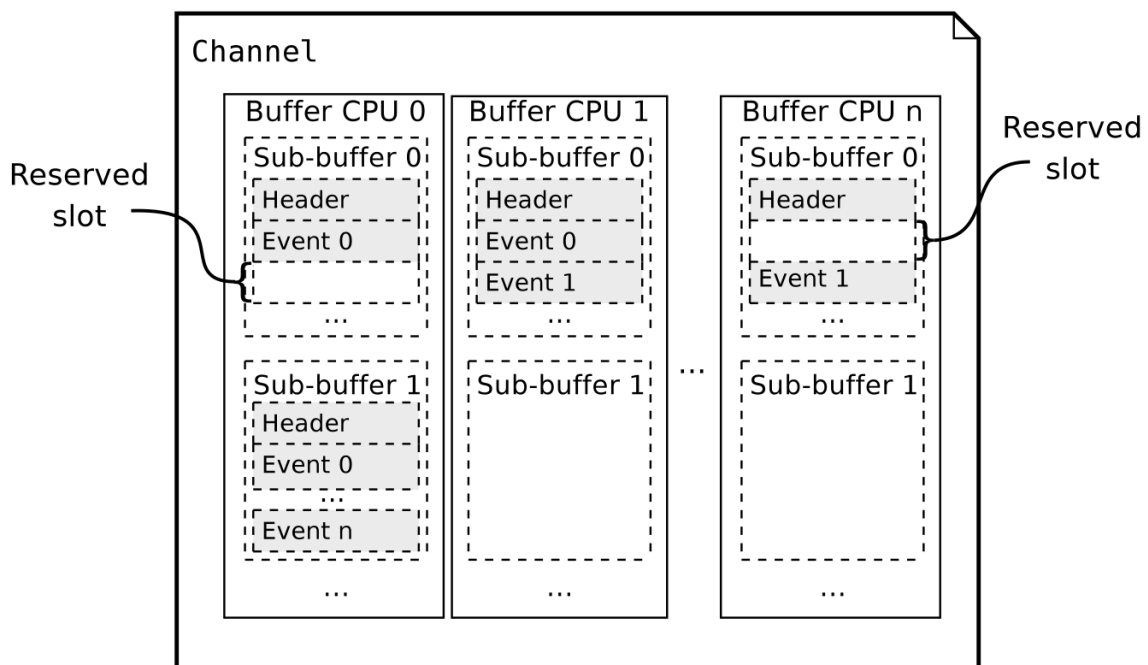 Channel
Reserved
slot
Buffer CPU 0
Sub-buffer 0
Header
Event 0
...
Sub-buffer 1
Header
Event 0
...
Event n
...
Buffer CPU 1
Sub-buffer 0
Header
Event 0
Event 1
...
Sub-buffer 1
...
...
Buffer CPU n
Sub-buffer 0
Header
Event 1
...
Sub-buffer 1
...
Reserved
slot